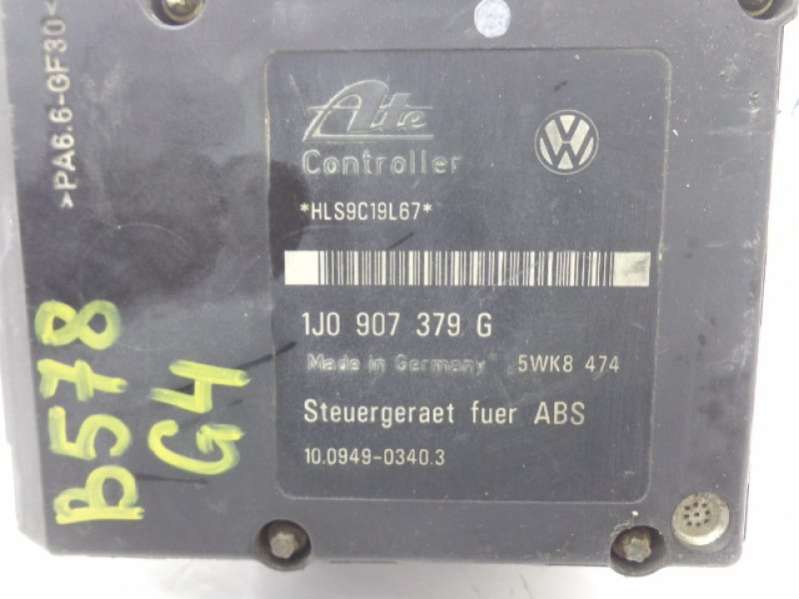 >PA6.6-GF30<
Ate
Controller
*HLS9C19L67*
1J0 907 379 G
Made in Germany 5WK8 474
Steuergeraet fuer ABS
10.0949-0340.3
B578
G4